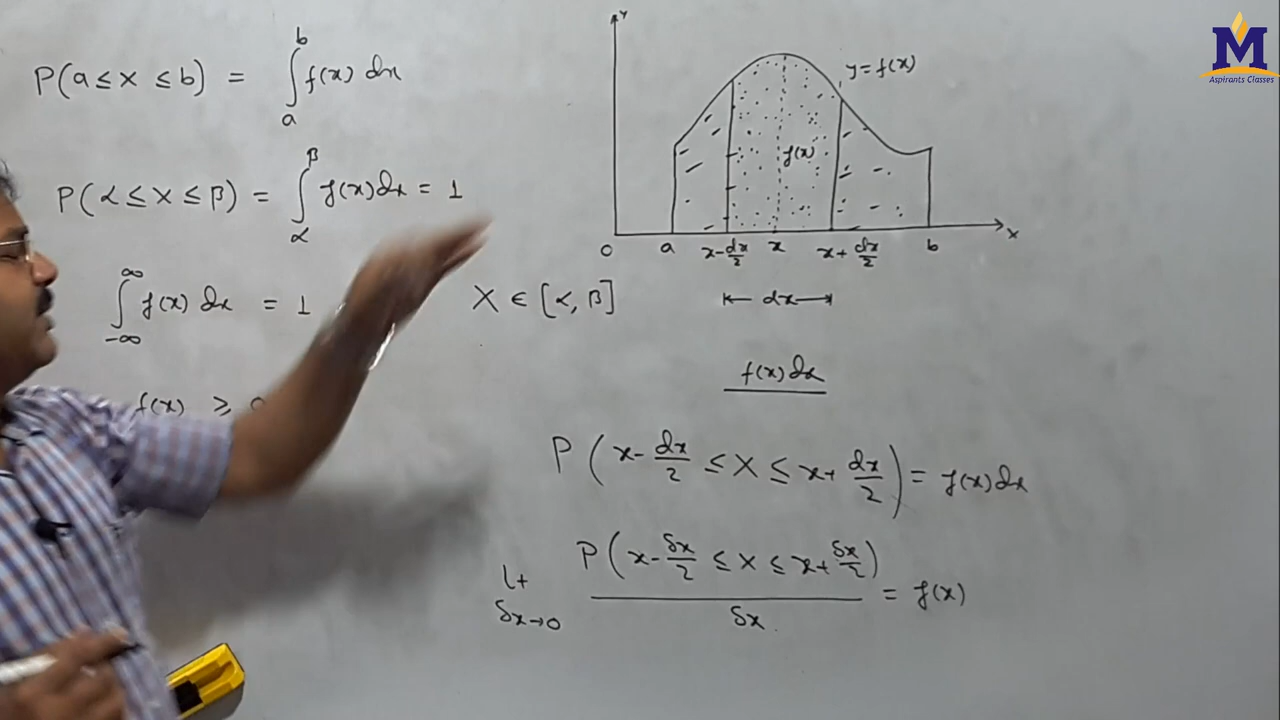 P(a ≤ x ≤ b) = ∫_a^b f(x) dx
P(α ≤ X ≤ β) = ∫_α^β f(x) dx = 1
∫_{-∞}^{∞} f(x) dx = 1
f(x) ≥ 0
Y
y = f(x)
f(x)
O a x - dx/2 x x + dx/2 b X
dx
X ∈ [α, β]
f(x) dx
P(x - dx/2 ≤ X ≤ x + dx/2) = f(x) dx
lt_{δx→0} P(x - δx/2 ≤ X ≤ x + δx/2) / δx = f(x)
M
Aspirants Classes